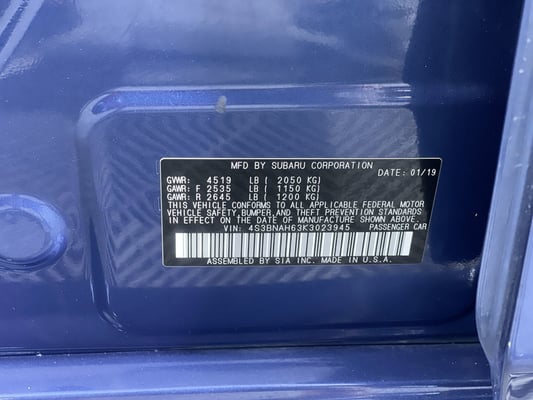 MFD BY SUBARU CORPORATION
DATE: 01/19
GVWR: 4519 LB ( 2050 KG)
GAWR: F 2535 LB ( 1150 KG)
GAWR: R 2645 LB ( 1200 KG)
THIS VEHICLE CONFORMS TO ALL APPLICABLE FEDERAL MOTOR
VEHICLE SAFETY, BUMPER, AND THEFT PREVENTION STANDARDS
IN EFFECT ON THE DATE OF MANUFACTURE SHOWN ABOVE.
VIN: 4S3BNAH63K3023945 PASSENGER CAR
ASSEMBLED BY SIA INC. MADE IN U.S.A.